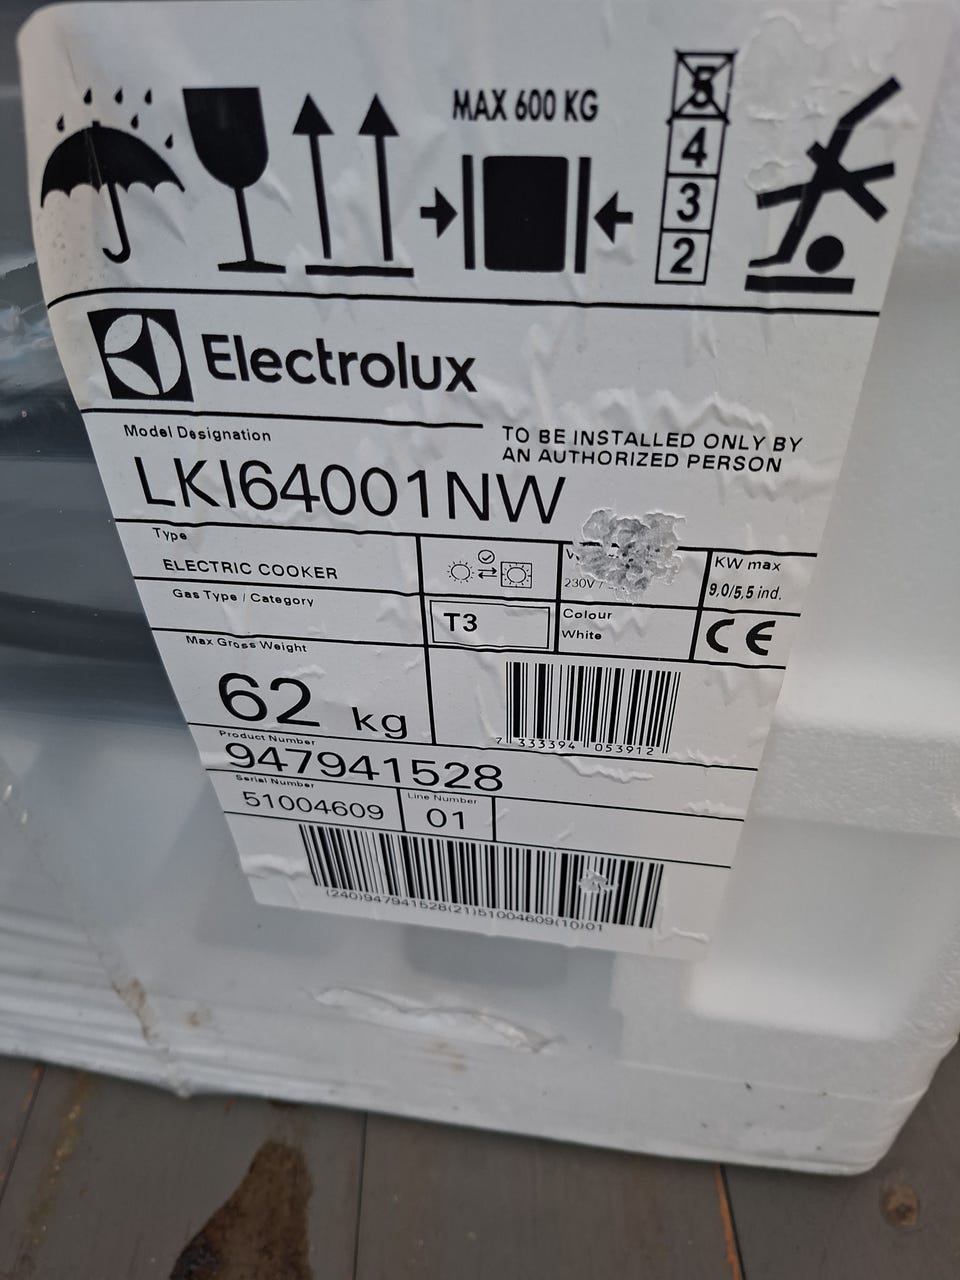 MAX 600 KG
5
4
3
2
Electrolux
Model Designation
LKI64001NW
TO BE INSTALLED ONLY BY
AN AUTHORIZED PERSON
Type
ELECTRIC COOKER
230V /
KW max
9,0/5,5 ind.
Gas Type / Category
T3
Colour
White
CE
Max Gross Weight
62 kg
7 333394 053912
Product Number
947941528
Serial Number
51004609
Line Number
01
(240)947941528(21)51004609(10)01